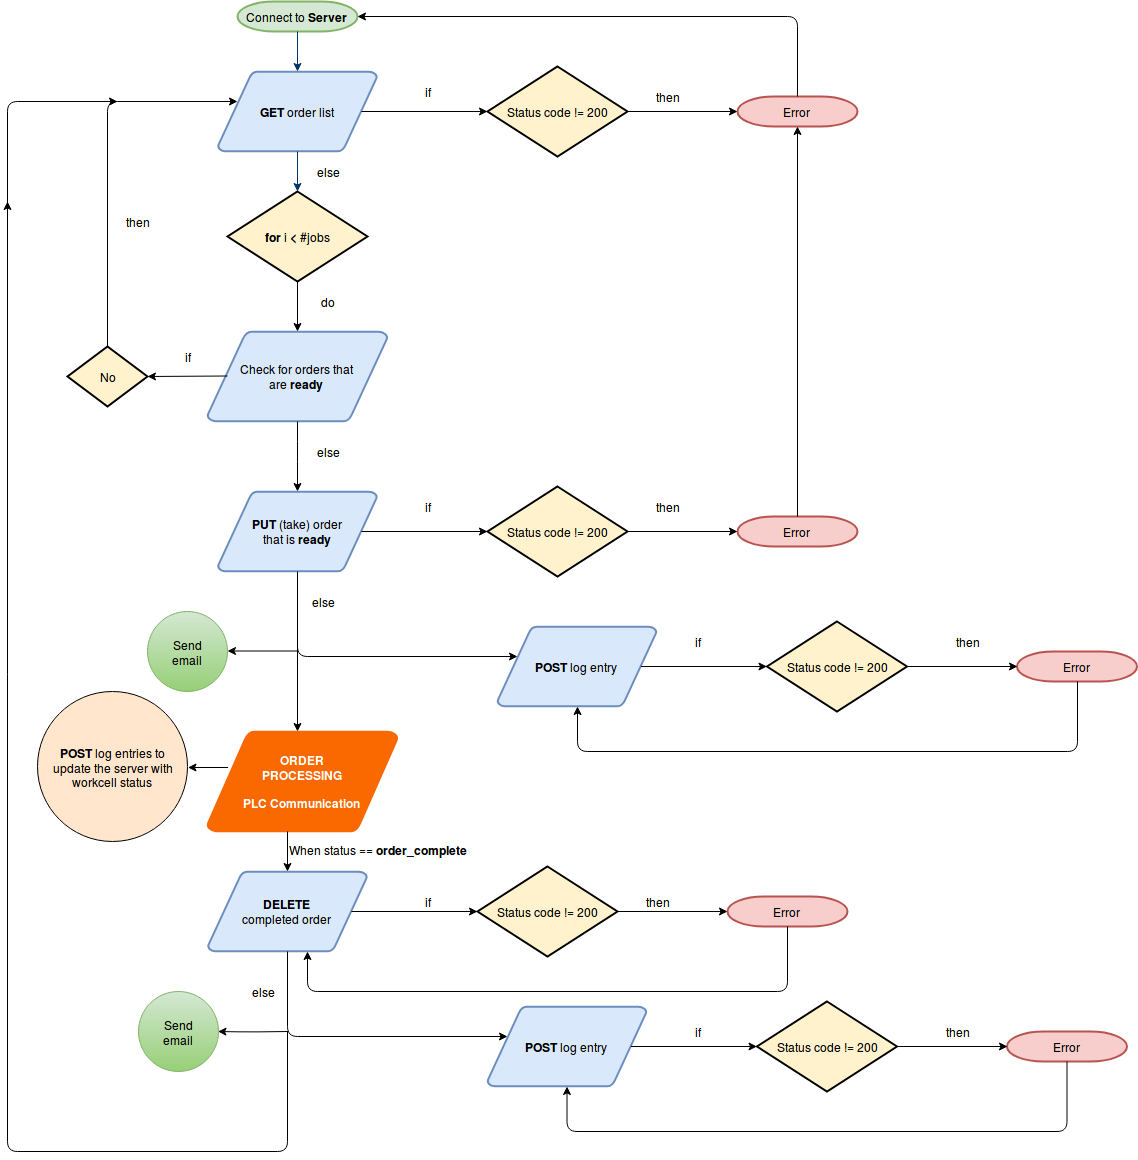 Connect to Server
GET order list
if
Status code != 200
then
Error
else
for i < #jobs
then
do
Check for orders that
are ready
if
No
else
PUT (take) order
that is ready
if
Status code != 200
then
Error
else
Send
email
POST log entry
if
Status code != 200
then
Error
POST log entries to
update the server with
workcell status
ORDER
PROCESSING
PLC Communication
When status == order_complete
DELETE
completed order
if
Status code != 200
then
Error
else
Send
email
POST log entry
if
Status code != 200
then
Error